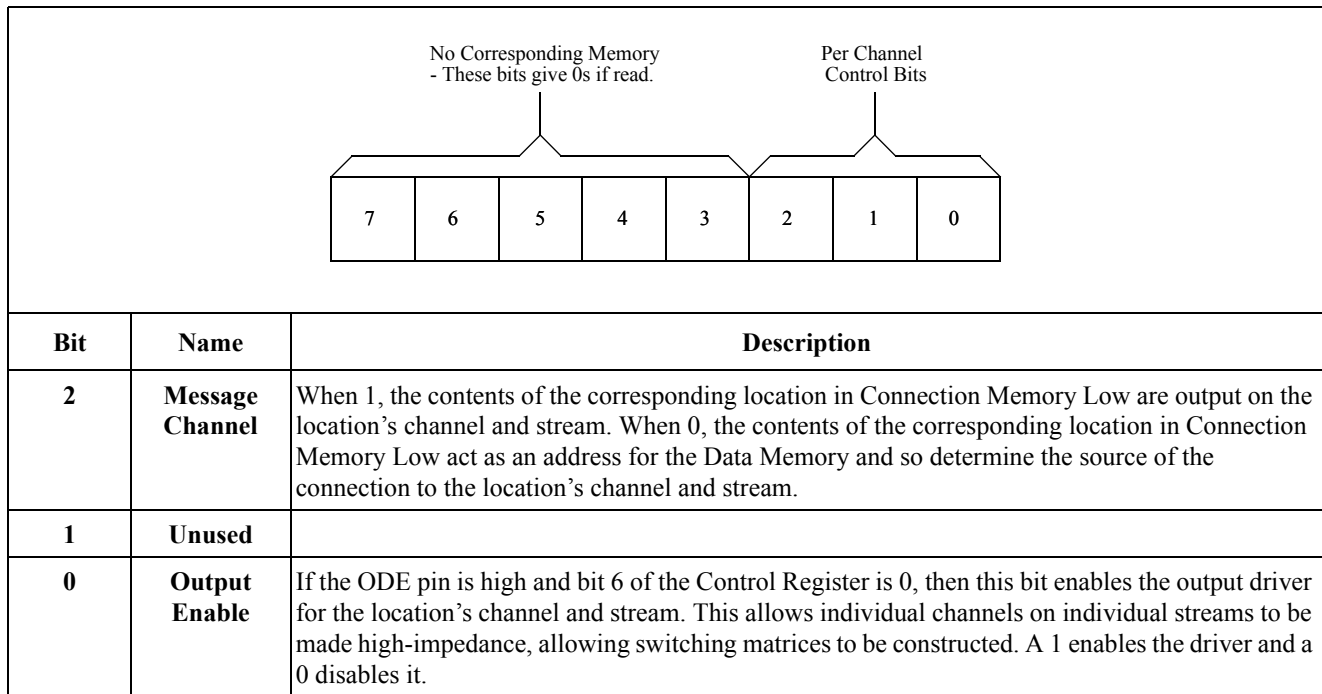 No Corresponding Memory
- These bits give 0s if read.
Per Channel
Control Bits
7 6 5 4 3 2 1 0
Bit Name Description
2 Message Channel When 1, the contents of the corresponding location in Connection Memory Low are output on the
location's channel and stream. When 0, the contents of the corresponding location in Connection
Memory Low act as an address for the Data Memory and so determine the source of the
connection to the location's channel and stream.
1 Unused
0 Output Enable If the ODE pin is high and bit 6 of the Control Register is 0, then this bit enables the output driver
for the location's channel and stream. This allows individual channels on individual streams to be
made high-impedance, allowing switching matrices to be constructed. A 1 enables the driver and a
0 disables it.